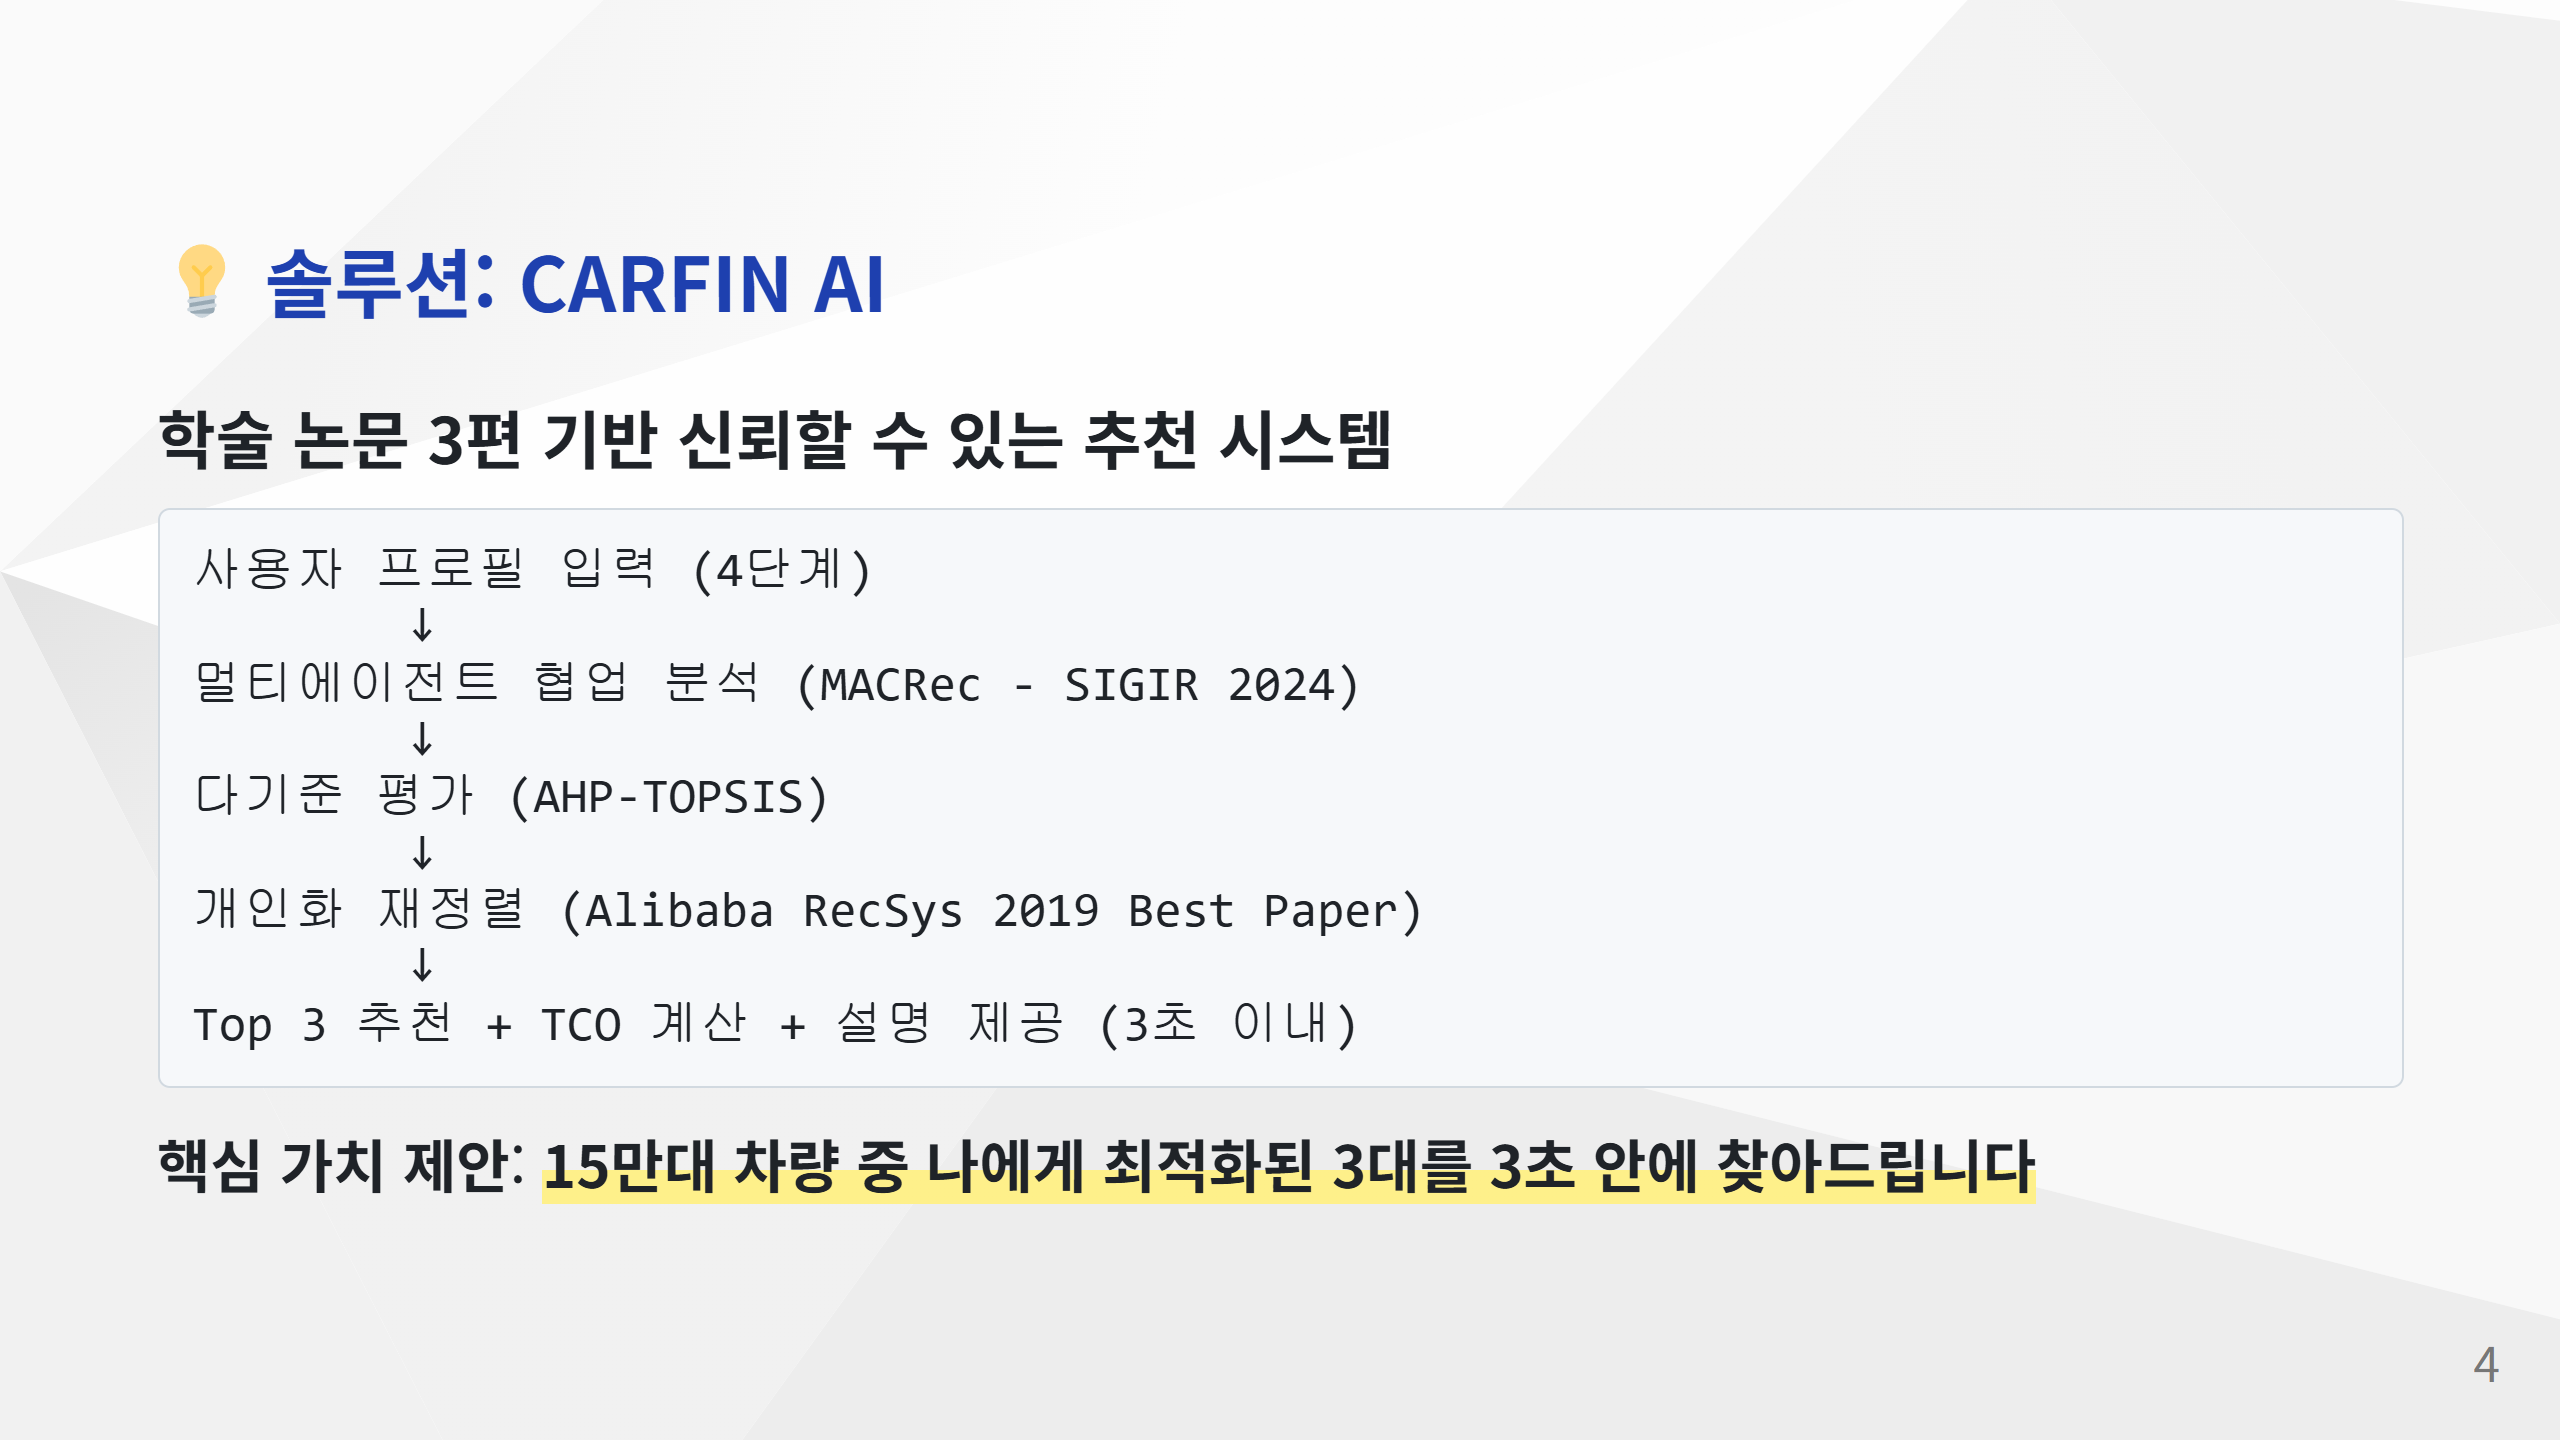 💡 솔루션: CARFIN AI
학술 논문 3편 기반 신뢰할 수 있는 추천 시스템
사용자 프로필 입력 (4단계)
↓
멀티에이전트 협업 분석 (MACRec - SIGIR 2024)
↓
다기준 평가 (AHP-TOPSIS)
↓
개인화 재정렬 (Alibaba RecSys 2019 Best Paper)
↓
Top 3 추천 + TCO 계산 + 설명 제공 (3초 이내)
핵심 가치 제안: 15만대 차량 중 나에게 최적화된 3대를 3초 안에 찾아드립니다
4